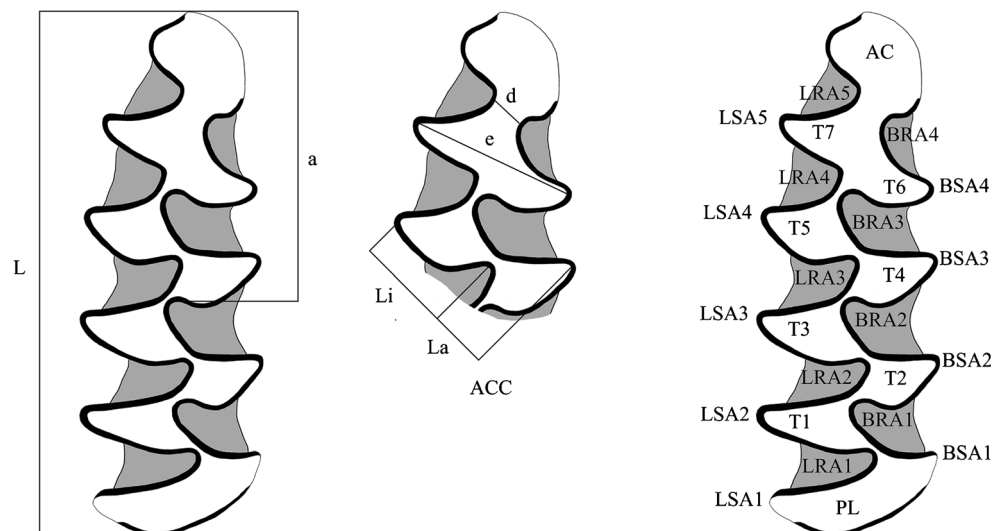 L
a
d
e
Li
La
ACC
AC
LRA5
LSA5
T7
BRA4
LRA4
T6
BSA4
LSA4
T5
BRA3
BSA3
LRA3
T4
LSA3
T3
BRA2
BSA2
LRA2
T2
LSA2
T1
BRA1
BSA1
LRA1
LSA1
PL